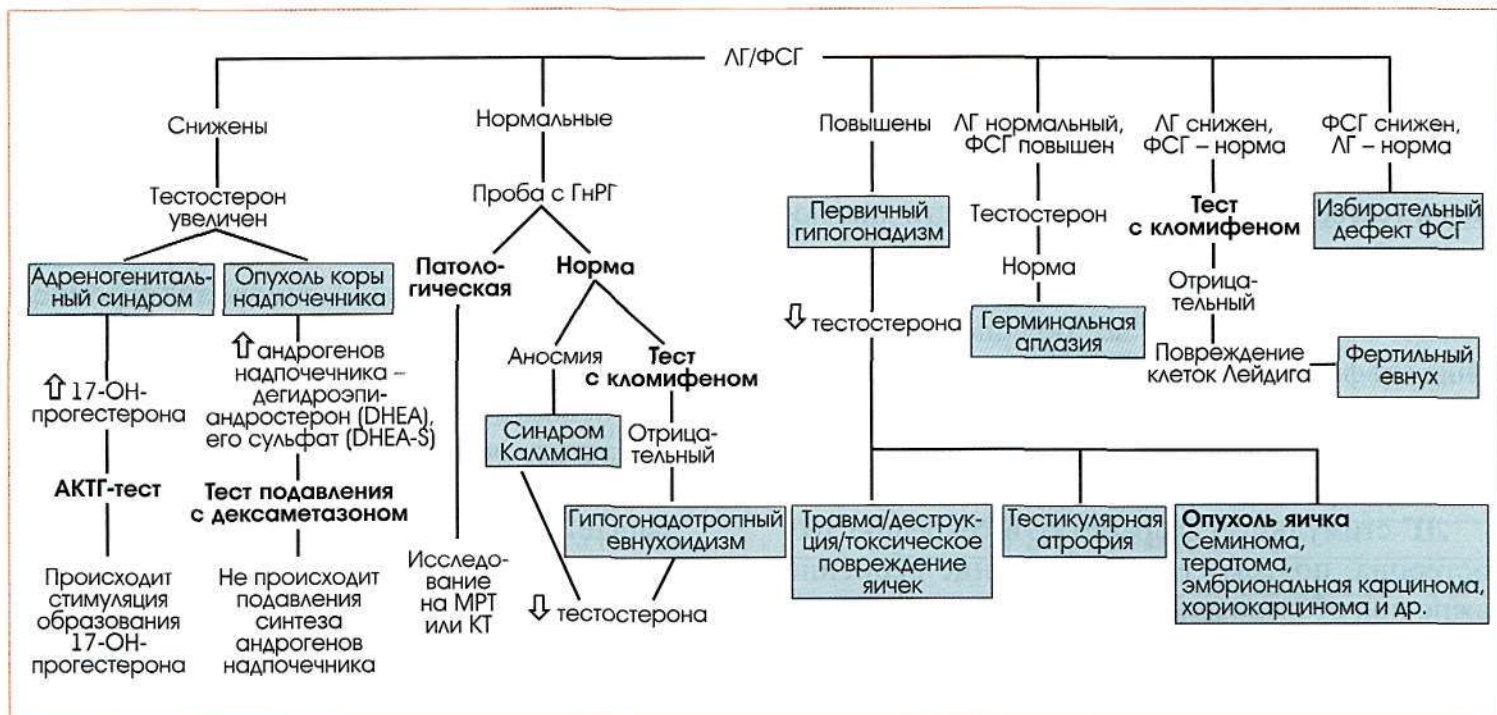 ЛГ/ФСГ
Снижены
Тестостерон
увеличен
Адреногениталь-
ный синдром
⇧ 17-ОН-
прогестерона
АКТГ-тест
Происходит
стимуляция
образования
17-ОН-
прогестерона
Опухоль коры
надпочечника
⇧ андрогенов
надпочечника –
дегидроэпи-
андростерон (DHEA),
его сульфат (DHEA-S)
Тест подавления
с дексаметазоном
Не происходит
подавления
синтеза
андрогенов
надпочечника
Нормальные
Проба с ГнРГ
Патоло-
гическая
Исследо-
вание
на МРТ
или КТ
Норма
Аносмия
Синдром
Каллмана
Тест
с кломифеном
Отрица-
тельный
Гипогонадотропный
евнухоидизм
⇩ тестостерона
Повышены
Первичный
гипогонадизм
⇩ тестостерона
Травма/деструк-
ция/токсическое
повреждение
яичек
Тестикулярная
атрофия
Опухоль яичка
Семинома,
тератома,
эмбриональная карцинома,
хориокарцинома и др.
ЛГ нормальный,
ФСГ повышен
Тестостерон
Норма
Герминальная
аплазия
ЛГ снижен,
ФСГ – норма
Тест
с кломифеном
Отрица-
тельный
Повреждение
клеток Лейдига
Фертильный
евнух
ФСГ снижен,
ЛГ – норма
Избирательный
дефект ФСГ